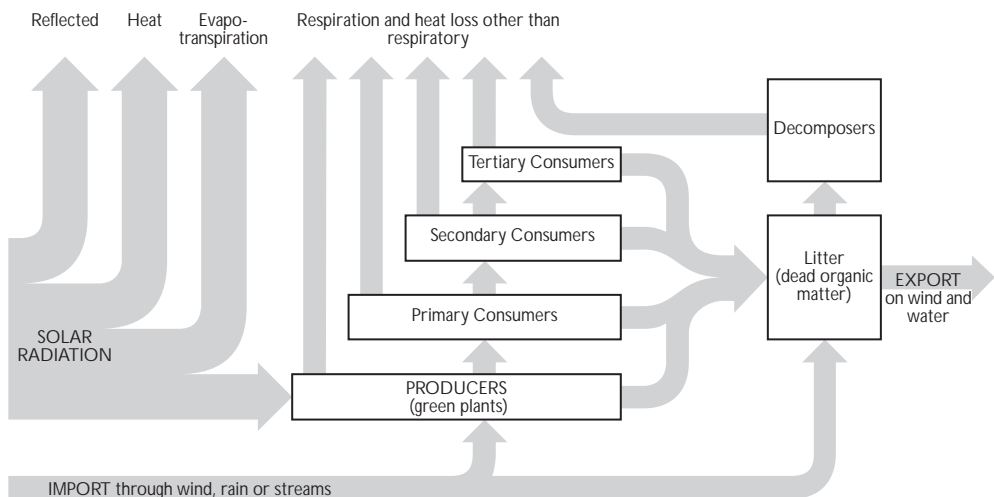 Reflected
Heat
Evapo-
transpiration
Respiration and heat loss other than
respiratory
Decomposers
Tertiary Consumers
Secondary Consumers
Litter
(dead organic
matter)
EXPORT
on wind and
water
Primary Consumers
SOLAR
RADIATION
PRODUCERS
(green plants)
IMPORT through wind, rain or streams